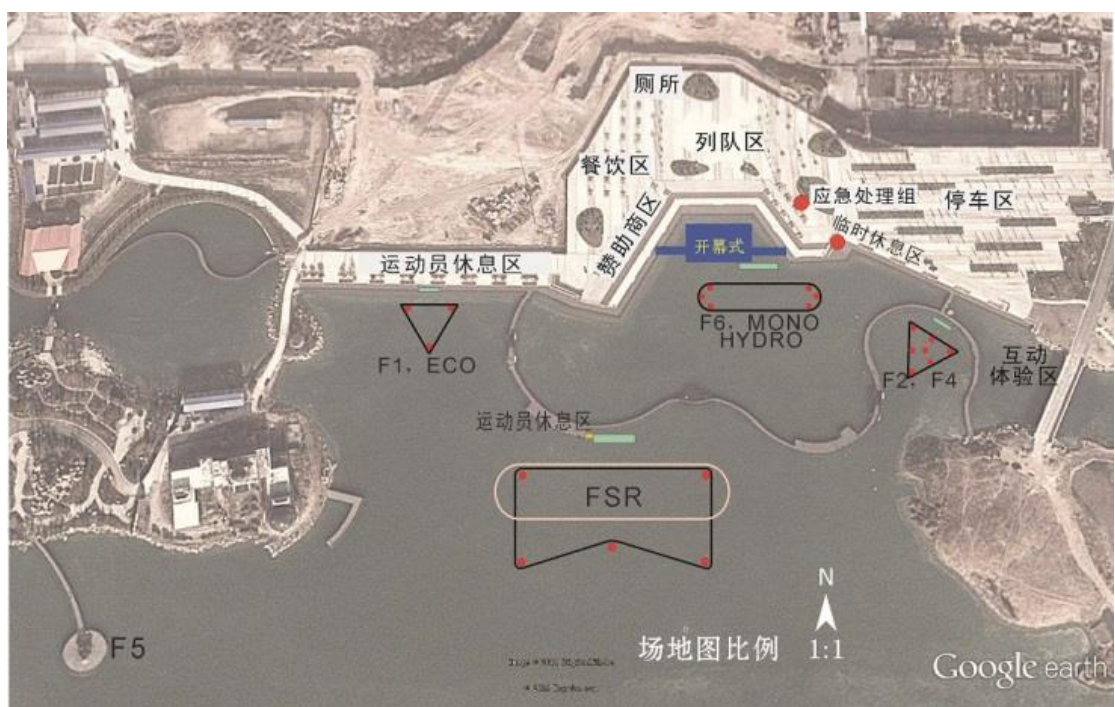 厕所
列队区
餐饮区
应急处理组
停车区
赞助商区
开幕式
临时休息区
运动员休息区
F6，MONO
HYDRO
F1，ECO
互动
体验区
F2，F4
运动员休息区
FSR
N
F5
场地图比例 1:1
Google earth